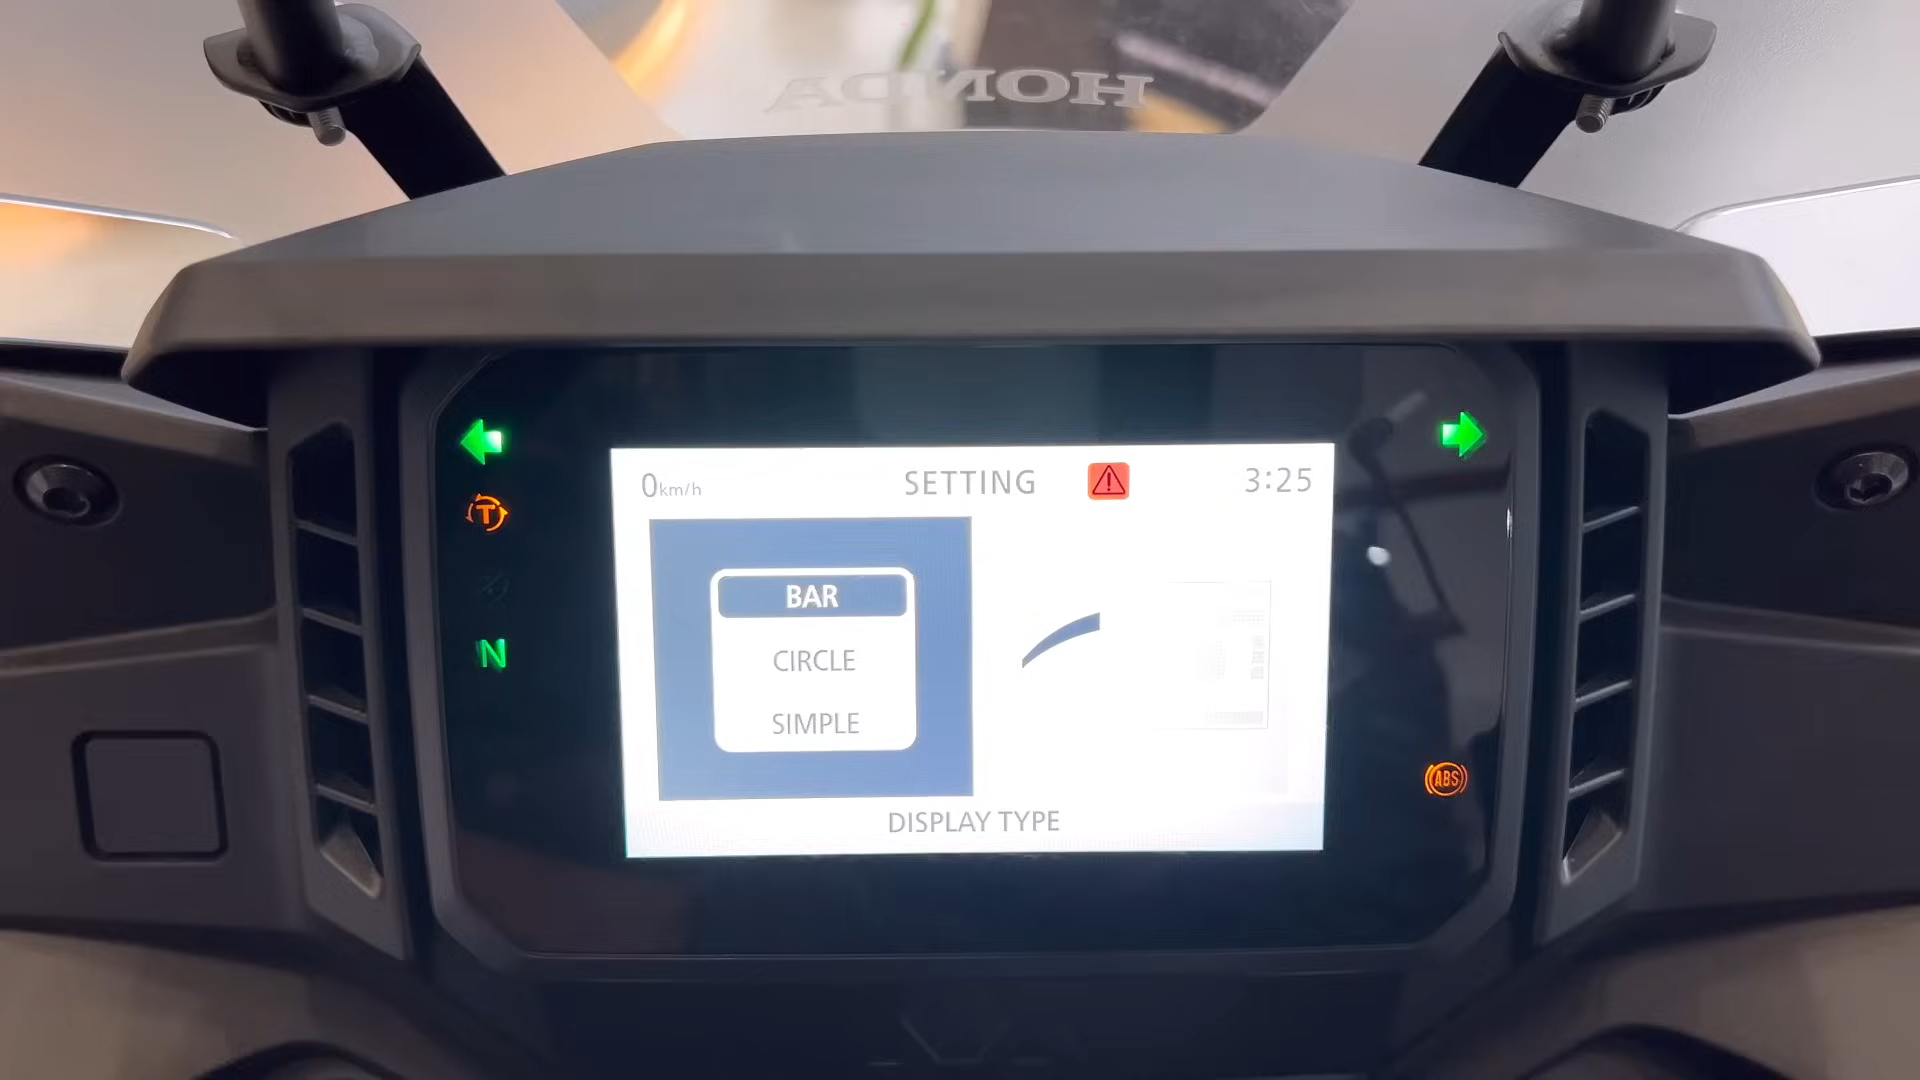 HONDA
0km/h SETTING 3:25
T
BAR
N
CIRCLE
SIMPLE
ABS
DISPLAY TYPE